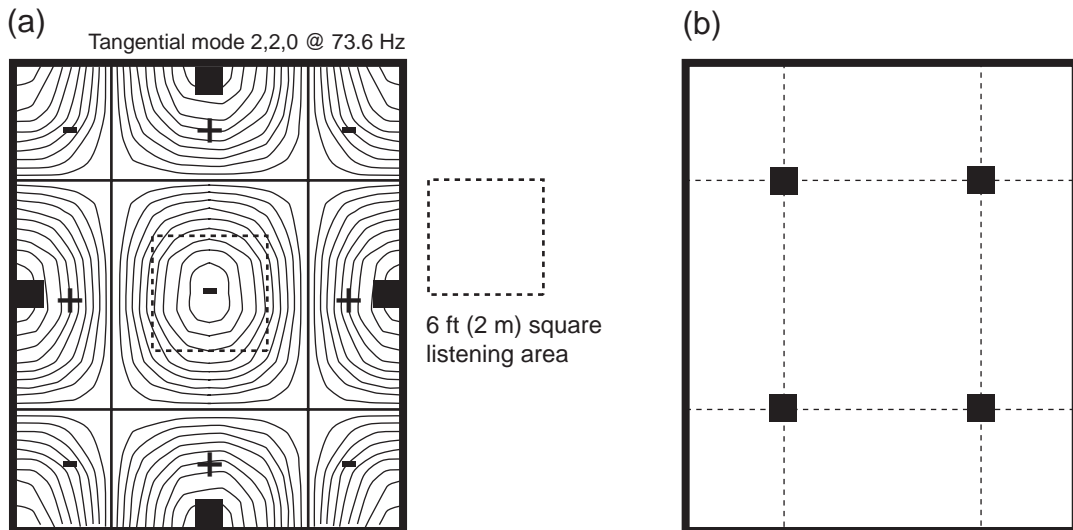 (a)
Tangential mode 2,2,0 @ 73.6 Hz
(b)
6 ft (2 m) square
listening area